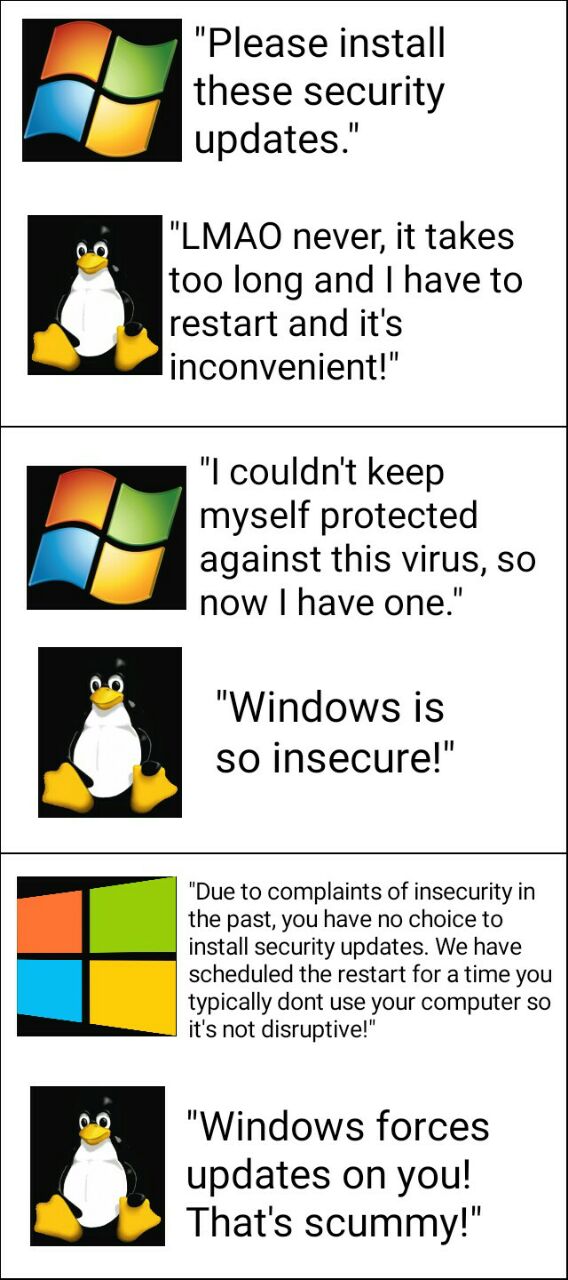 "Please install
these security
updates."
"LMAO never, it takes
too long and I have to
restart and it's
inconvenient!"
"I couldn't keep
myself protected
against this virus, so
now I have one."
"Windows is
so insecure!"
"Due to complaints of insecurity in
the past, you have no choice to
install security updates. We have
scheduled the restart for a time you
typically dont use your computer so
it's not disruptive!"
"Windows forces
updates on you!
That's scummy!"